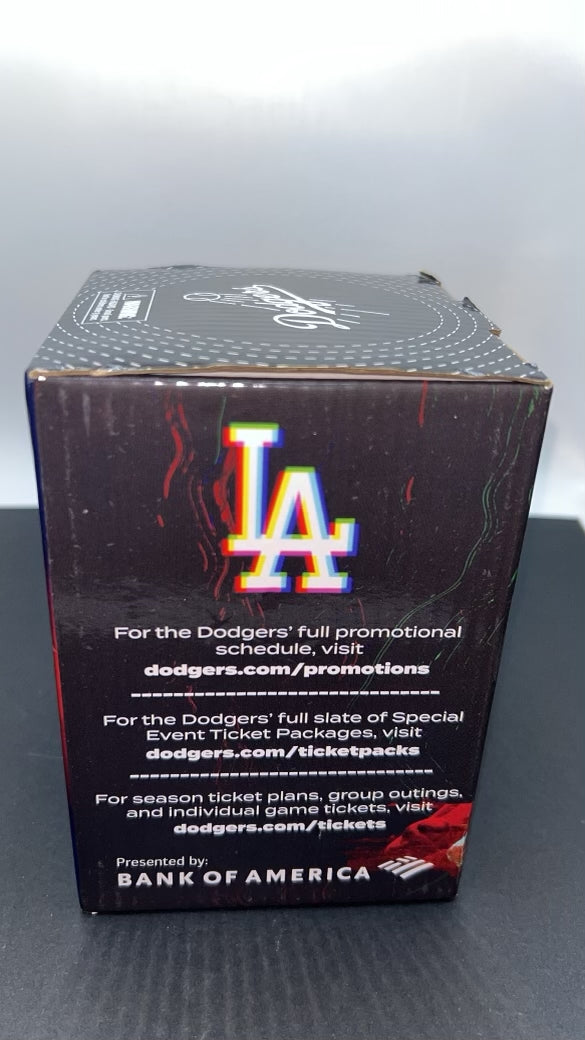 Dodgers
LA
For the Dodgers' full promotional
schedule, visit
dodgers.com/promotions
For the Dodgers' full slate of Special
Event Ticket Packages, visit
dodgers.com/ticketpacks
For season ticket plans, group outings,
and individual game tickets, visit
dodgers.com/tickets
Presented by:
BANK OF AMERICA